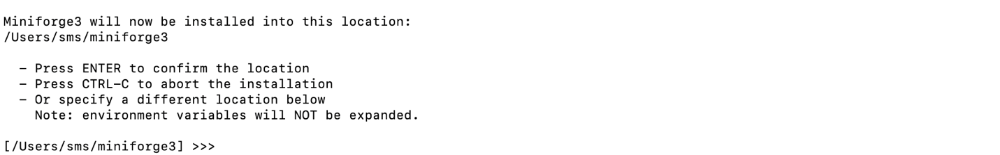 Miniforge3 will now be installed into this location:
/Users/sms/miniforge3
- Press ENTER to confirm the location
- Press CTRL-C to abort the installation
- Or specify a different location below
Note: environment variables will NOT be expanded.
[/Users/sms/miniforge3] >>>